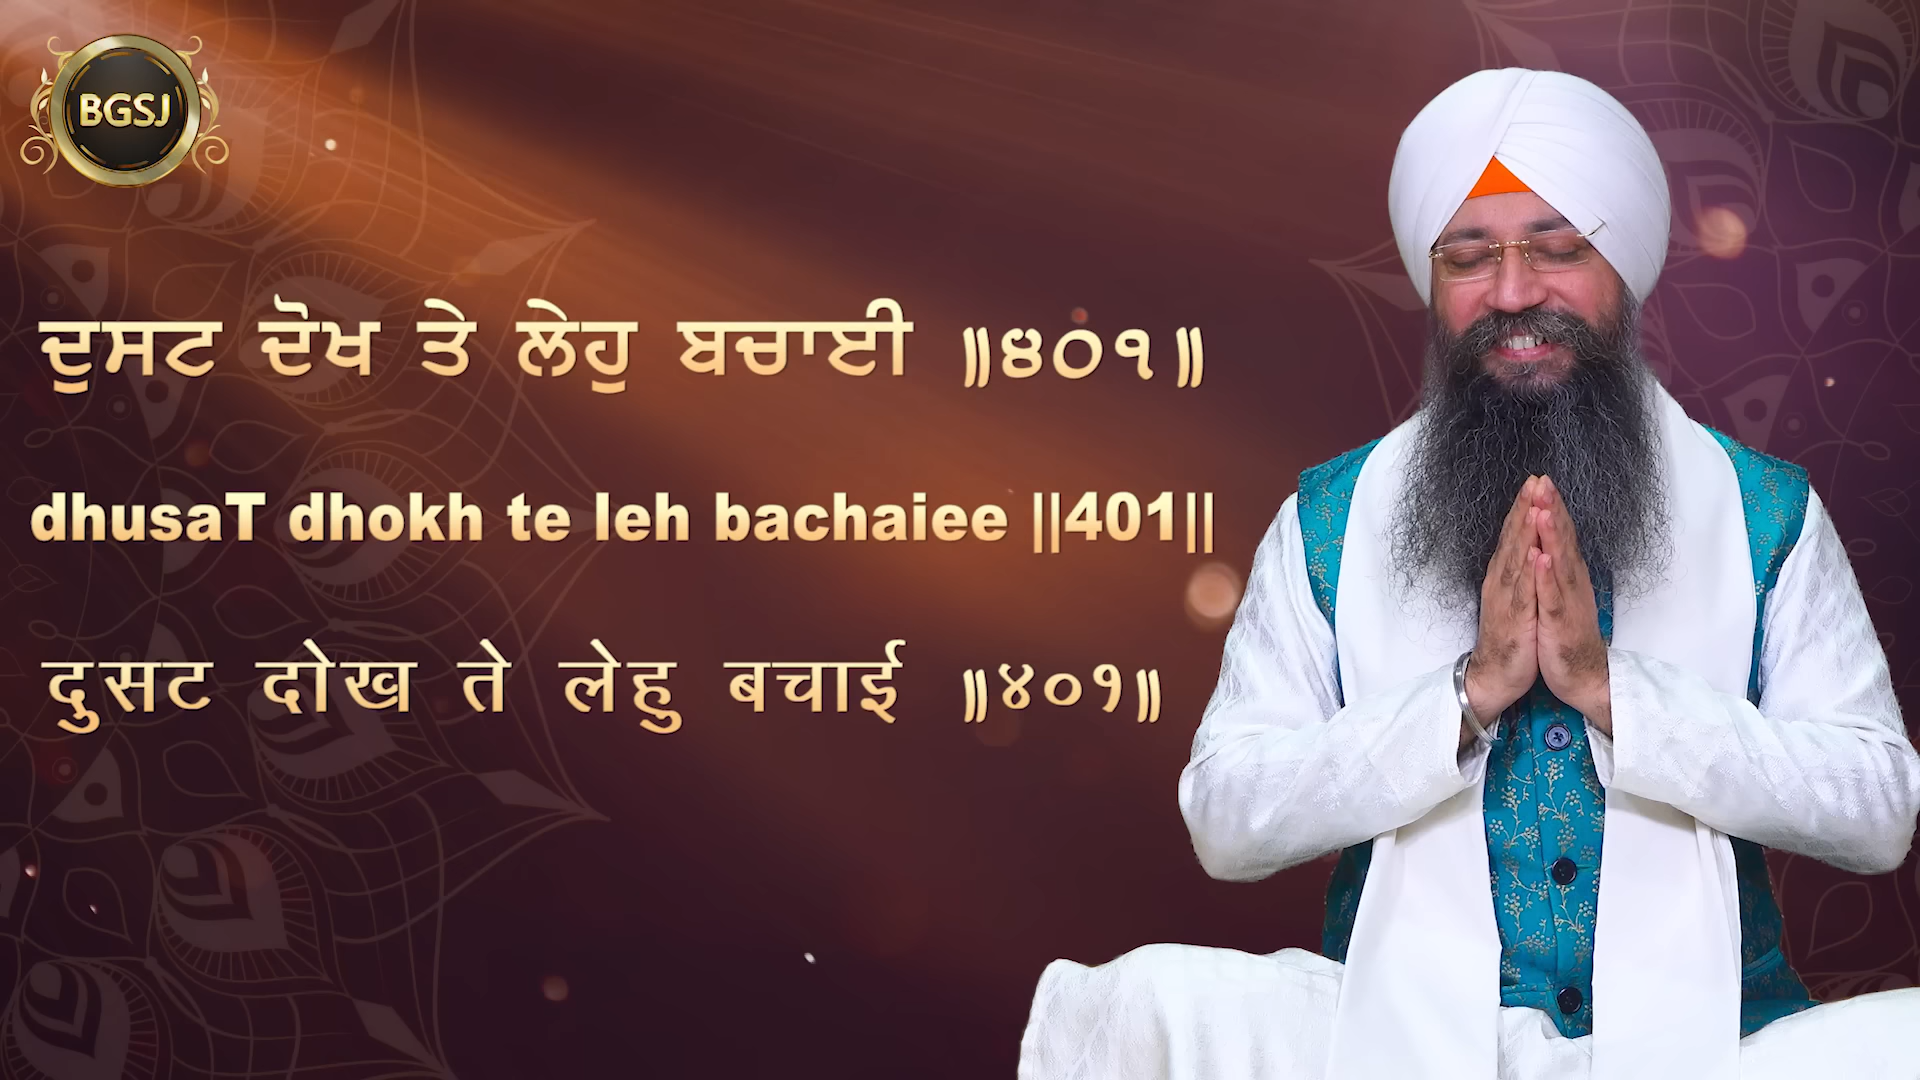 BGSJ
ਦੁਸਟ ਦੋਖ ਤੇ ਲੇਹੁ ਬਚਾਈ ॥੪੦੧॥
dhusaT dhokh te leh bachaiee ||401||
दुसट दोख ते लेहु बचाई ॥४०१॥